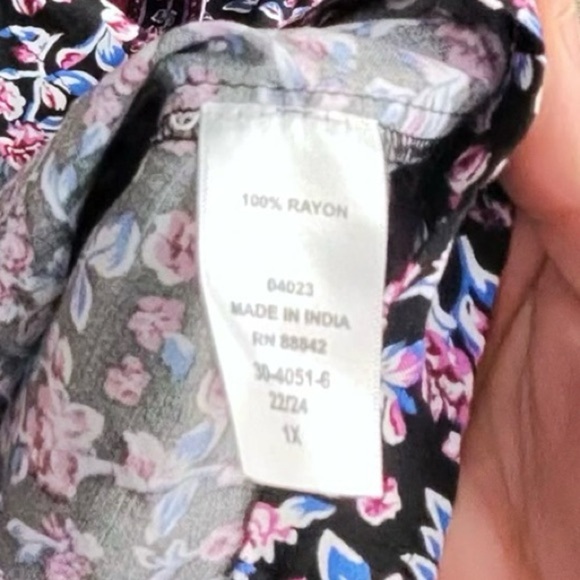 100% RAYON
04023
MADE IN INDIA
RN 88842
30-4051-6
22/24
1X